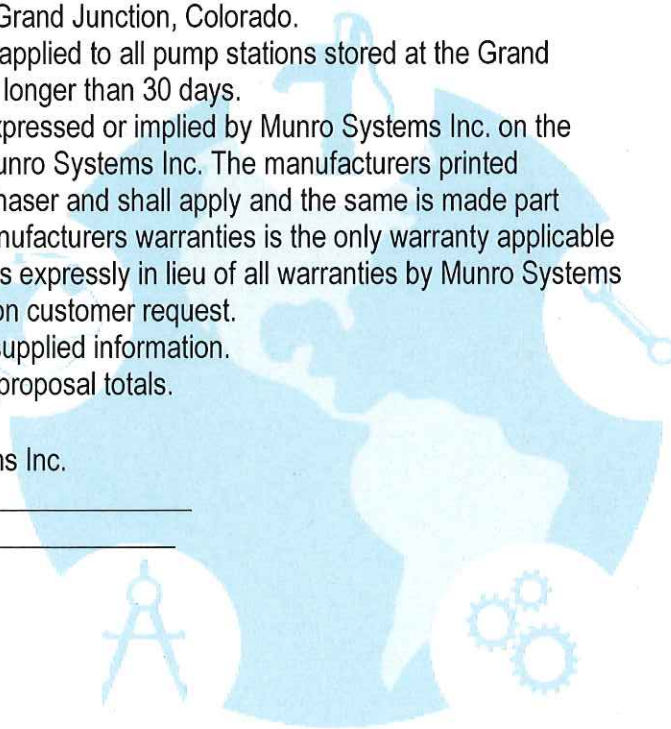 Grand Junction, Colorado.
applied to all pump stations stored at the Grand
longer than 30 days.
xpressed or implied by Munro Systems Inc. on the
unro Systems Inc. The manufacturers printed
haser and shall apply and the same is made part
nufacturers warranties is the only warranty applicable
s expressly in lieu of all warranties by Munro Systems
on customer request.
supplied information.
proposal totals.
ns Inc.